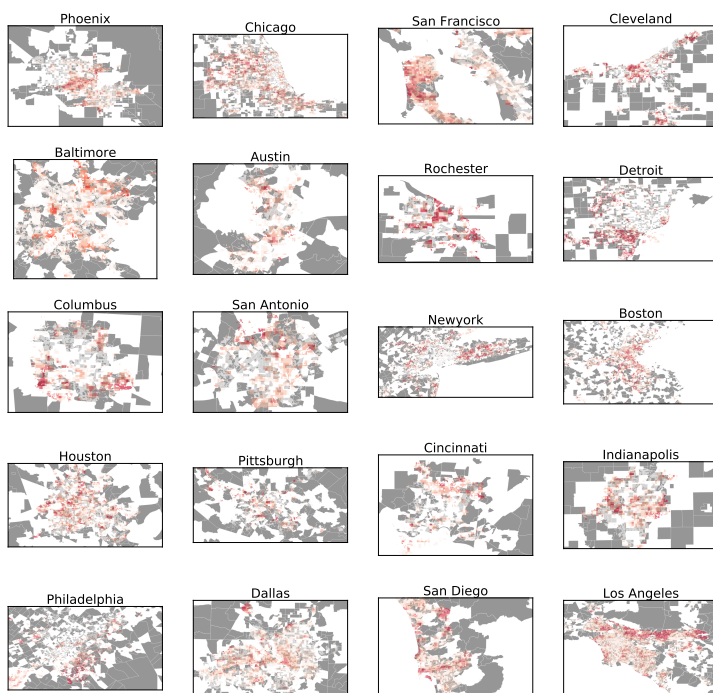 Phoenix
Chicago
San Francisco
Cleveland
Baltimore
Austin
Rochester
Detroit
Columbus
San Antonio
Newyork
Boston
Houston
Pittsburgh
Cincinnati
Indianapolis
Philadelphia
Dallas
San Diego
Los Angeles